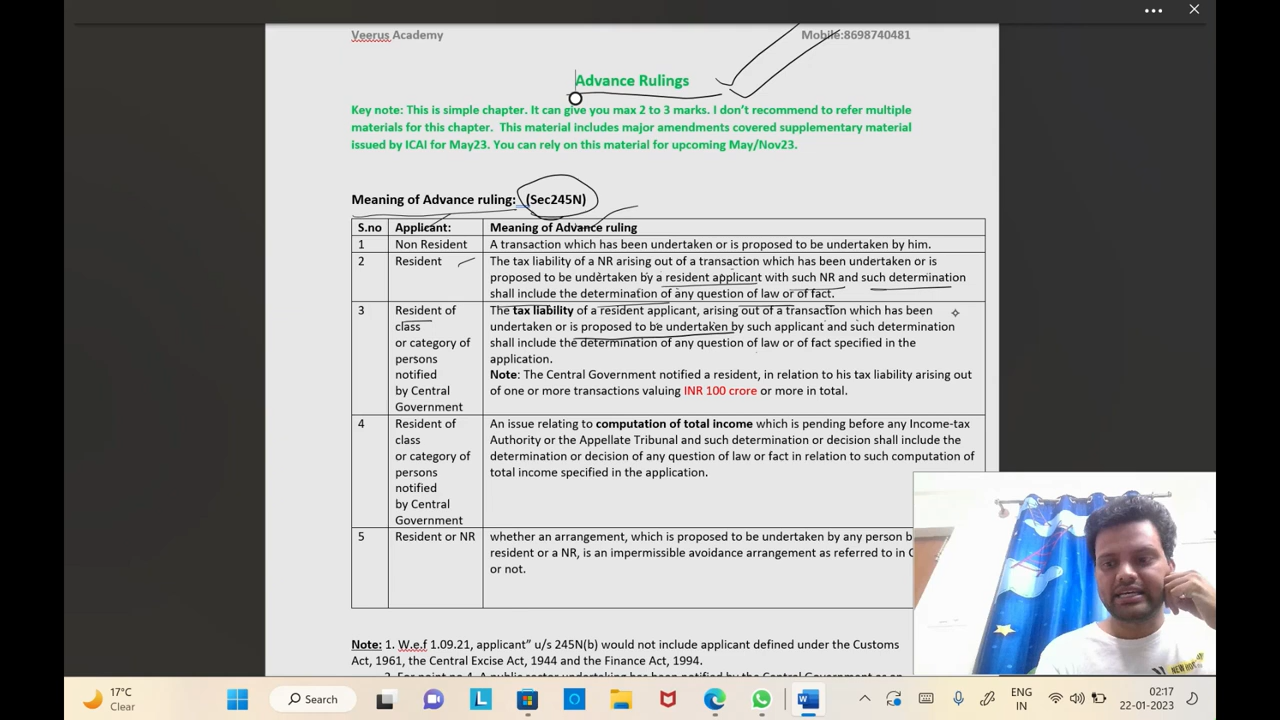 Veerus Academy Mobile:8698740481
Advance Rulings
Key note: This is simple chapter. It can give you max 2 to 3 marks. I don't recommend to refer multiple
materials for this chapter. This material includes major amendments covered supplementary material
issued by ICAI for May23. You can rely on this material for upcoming May/Nov23.
Meaning of Advance ruling: (Sec245N)
S.no Applicant: Meaning of Advance ruling
1 Non Resident A transaction which has been undertaken or is proposed to be undertaken by him.
2 Resident The tax liability of a NR arising out of a transaction which has been undertaken or is
proposed to be undertaken by a resident applicant with such NR and such determination
shall include the determination of any question of law or of fact.
3 Resident of The tax liability of a resident applicant, arising out of a transaction which has been
class undertaken or is proposed to be undertaken by such applicant and such determination
or category of shall include the determination of any question of law or of fact specified in the
persons application.
notified Note: The Central Government notified a resident, in relation to his tax liability arising out
by Central of one or more transactions valuing INR 100 crore or more in total.
Government
4 Resident of An issue relating to computation of total income which is pending before any Income-tax
class Authority or the Appellate Tribunal and such determination or decision shall include the
or category of determination or decision of any question of law or fact in relation to such computation of
persons total income specified in the application.
notified
by Central
Government
5 Resident or NR whether an arrangement, which is proposed to be undertaken by any person
resident or a NR, is an impermissible avoidance arrangement as referred to in
or not.
Note: 1. W.e.f 1.09.21, applicant” u/s 245N(b) would not include applicant defined under the Customs
Act, 1961, the Central Excise Act, 1944 and the Finance Act, 1994.
2. For point no 4, A public sector undertaking has been notified by the Central Government as an
17°C
Clear
Search
ENG
IN
02:17
22-01-2023